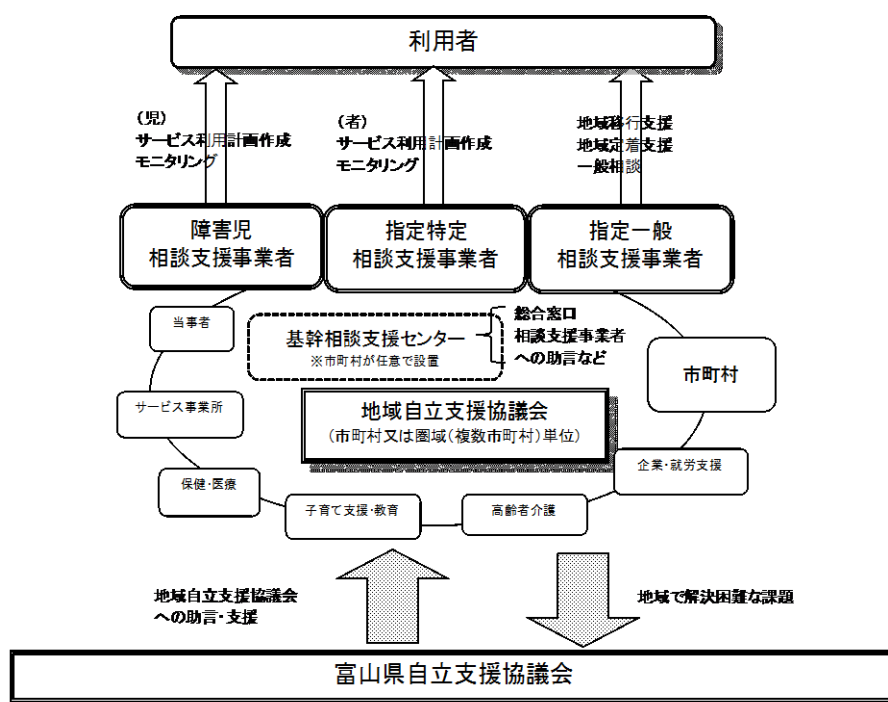 利用者
(児)
サービス利用計画作成
モニタリング
(者)
サービス利用計画作成
モニタリング
地域移行支援
地域定着支援
一般相談
障害児
相談支援事業者
指定特定
相談支援事業者
指定一般
相談支援事業者
当事者
基幹相談支援センター
※市町村が任意で設置
総合窓口
相談支援事業者
への助言など
市町村
サービス事業所
地域自立支援協議会
(市町村又は圏域(複数市町村)単位)
企業・就労支援
保健・医療
子育て支援・教育
高齢者介護
地域自立支援協議会
への助言・支援
地域で解決困難な課題
富山県自立支援協議会